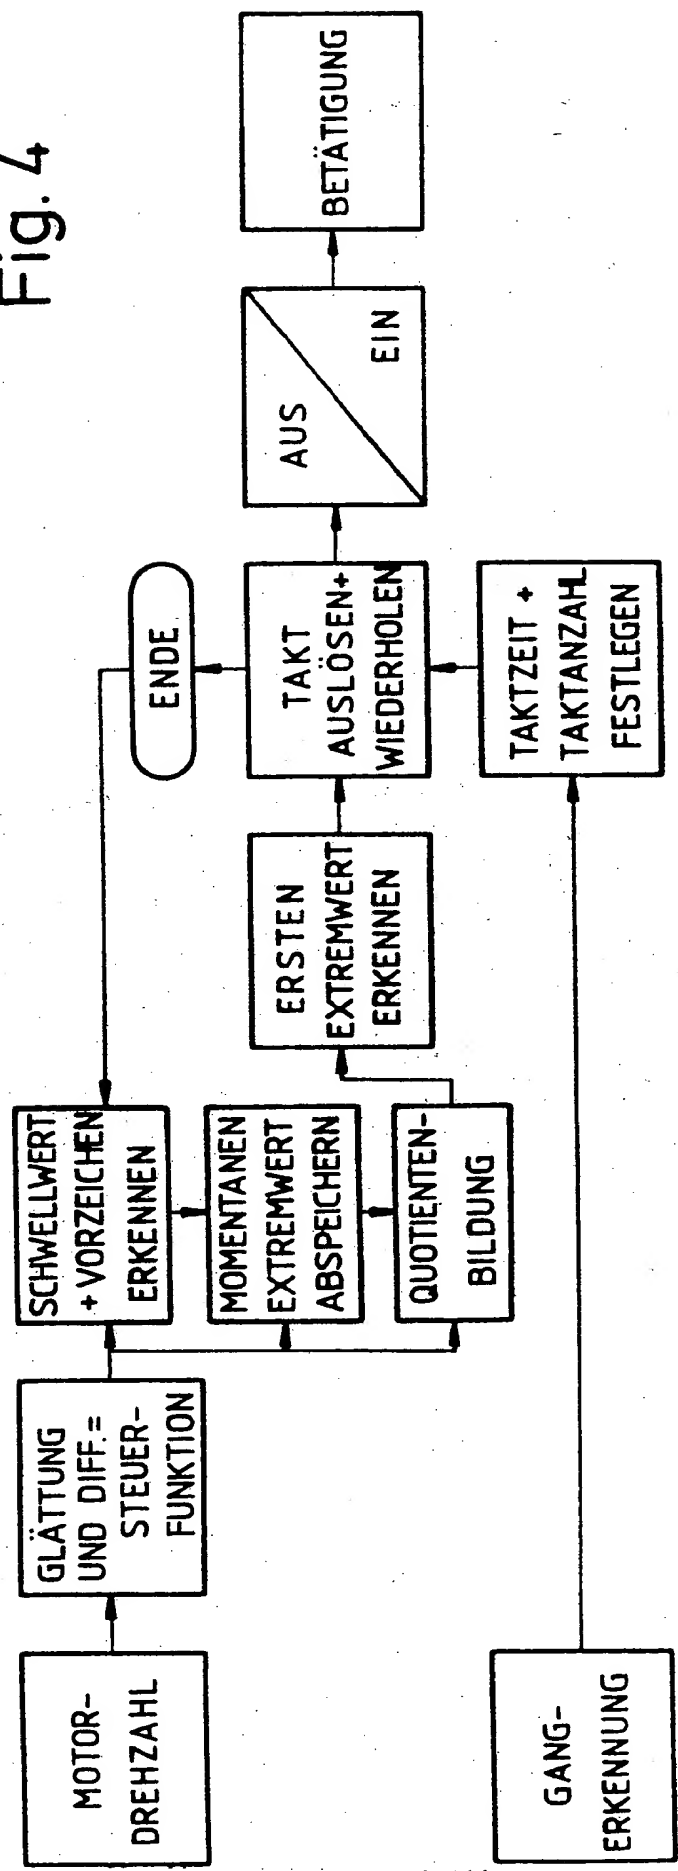 Fig. 4
MOTOR-
DREHZAHL
GLÄTTUNG
UND DIFF.=
STEUER-
FUNKTION
SCHWELLWERT
+ VORZEICHEN
ERKENNEN
MOMENTANEN
EXTREMWERT
ABSPEICHERN
QUOTIENTEN-
BILDUNG
ERSTEN
EXTREMWERT
ERKENNEN
ENDE
TAKT
AUSLÖSEN+
WIEDERHOLEN
AUS
EIN
BETÄTIGUNG
GANG-
ERKENNUNG
TAKTZEIT +
TAKTANZAHL
FESTLEGEN